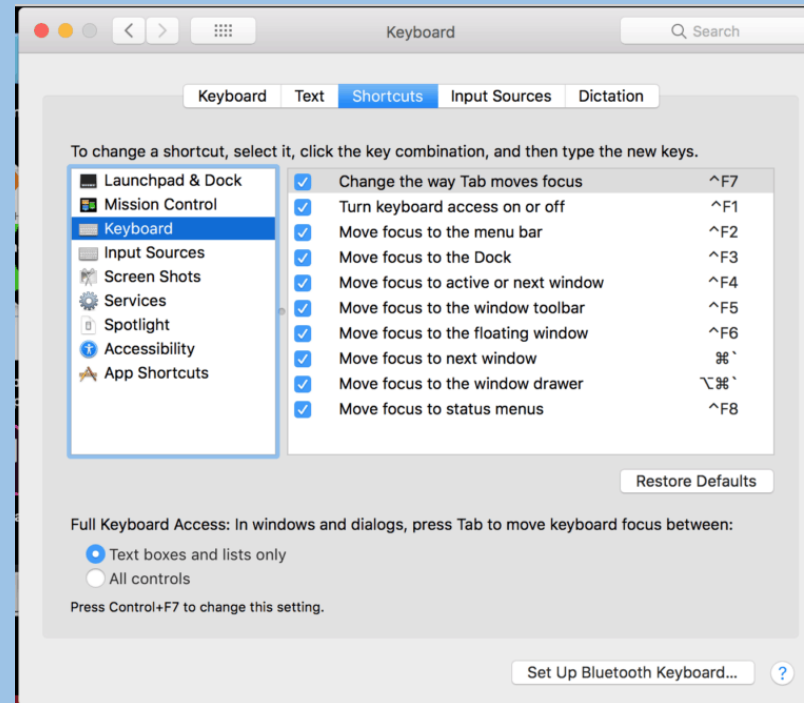 Keyboard
Search
Keyboard Text Shortcuts Input Sources Dictation
To change a shortcut, select it, click the key combination, and then type the new keys.
Launchpad & Dock
Mission Control
Keyboard
Input Sources
Screen Shots
Services
Spotlight
Accessibility
App Shortcuts
Change the way Tab moves focus ^F7
Turn keyboard access on or off ^F1
Move focus to the menu bar ^F2
Move focus to the Dock ^F3
Move focus to active or next window ^F4
Move focus to the window toolbar ^F5
Move focus to the floating window ^F6
Move focus to next window ⌘`
Move focus to the window drawer ⌥⌘`
Move focus to status menus ^F8
Restore Defaults
Full Keyboard Access: In windows and dialogs, press Tab to move keyboard focus between:
Text boxes and lists only
All controls
Press Control+F7 to change this setting.
Set Up Bluetooth Keyboard... ?